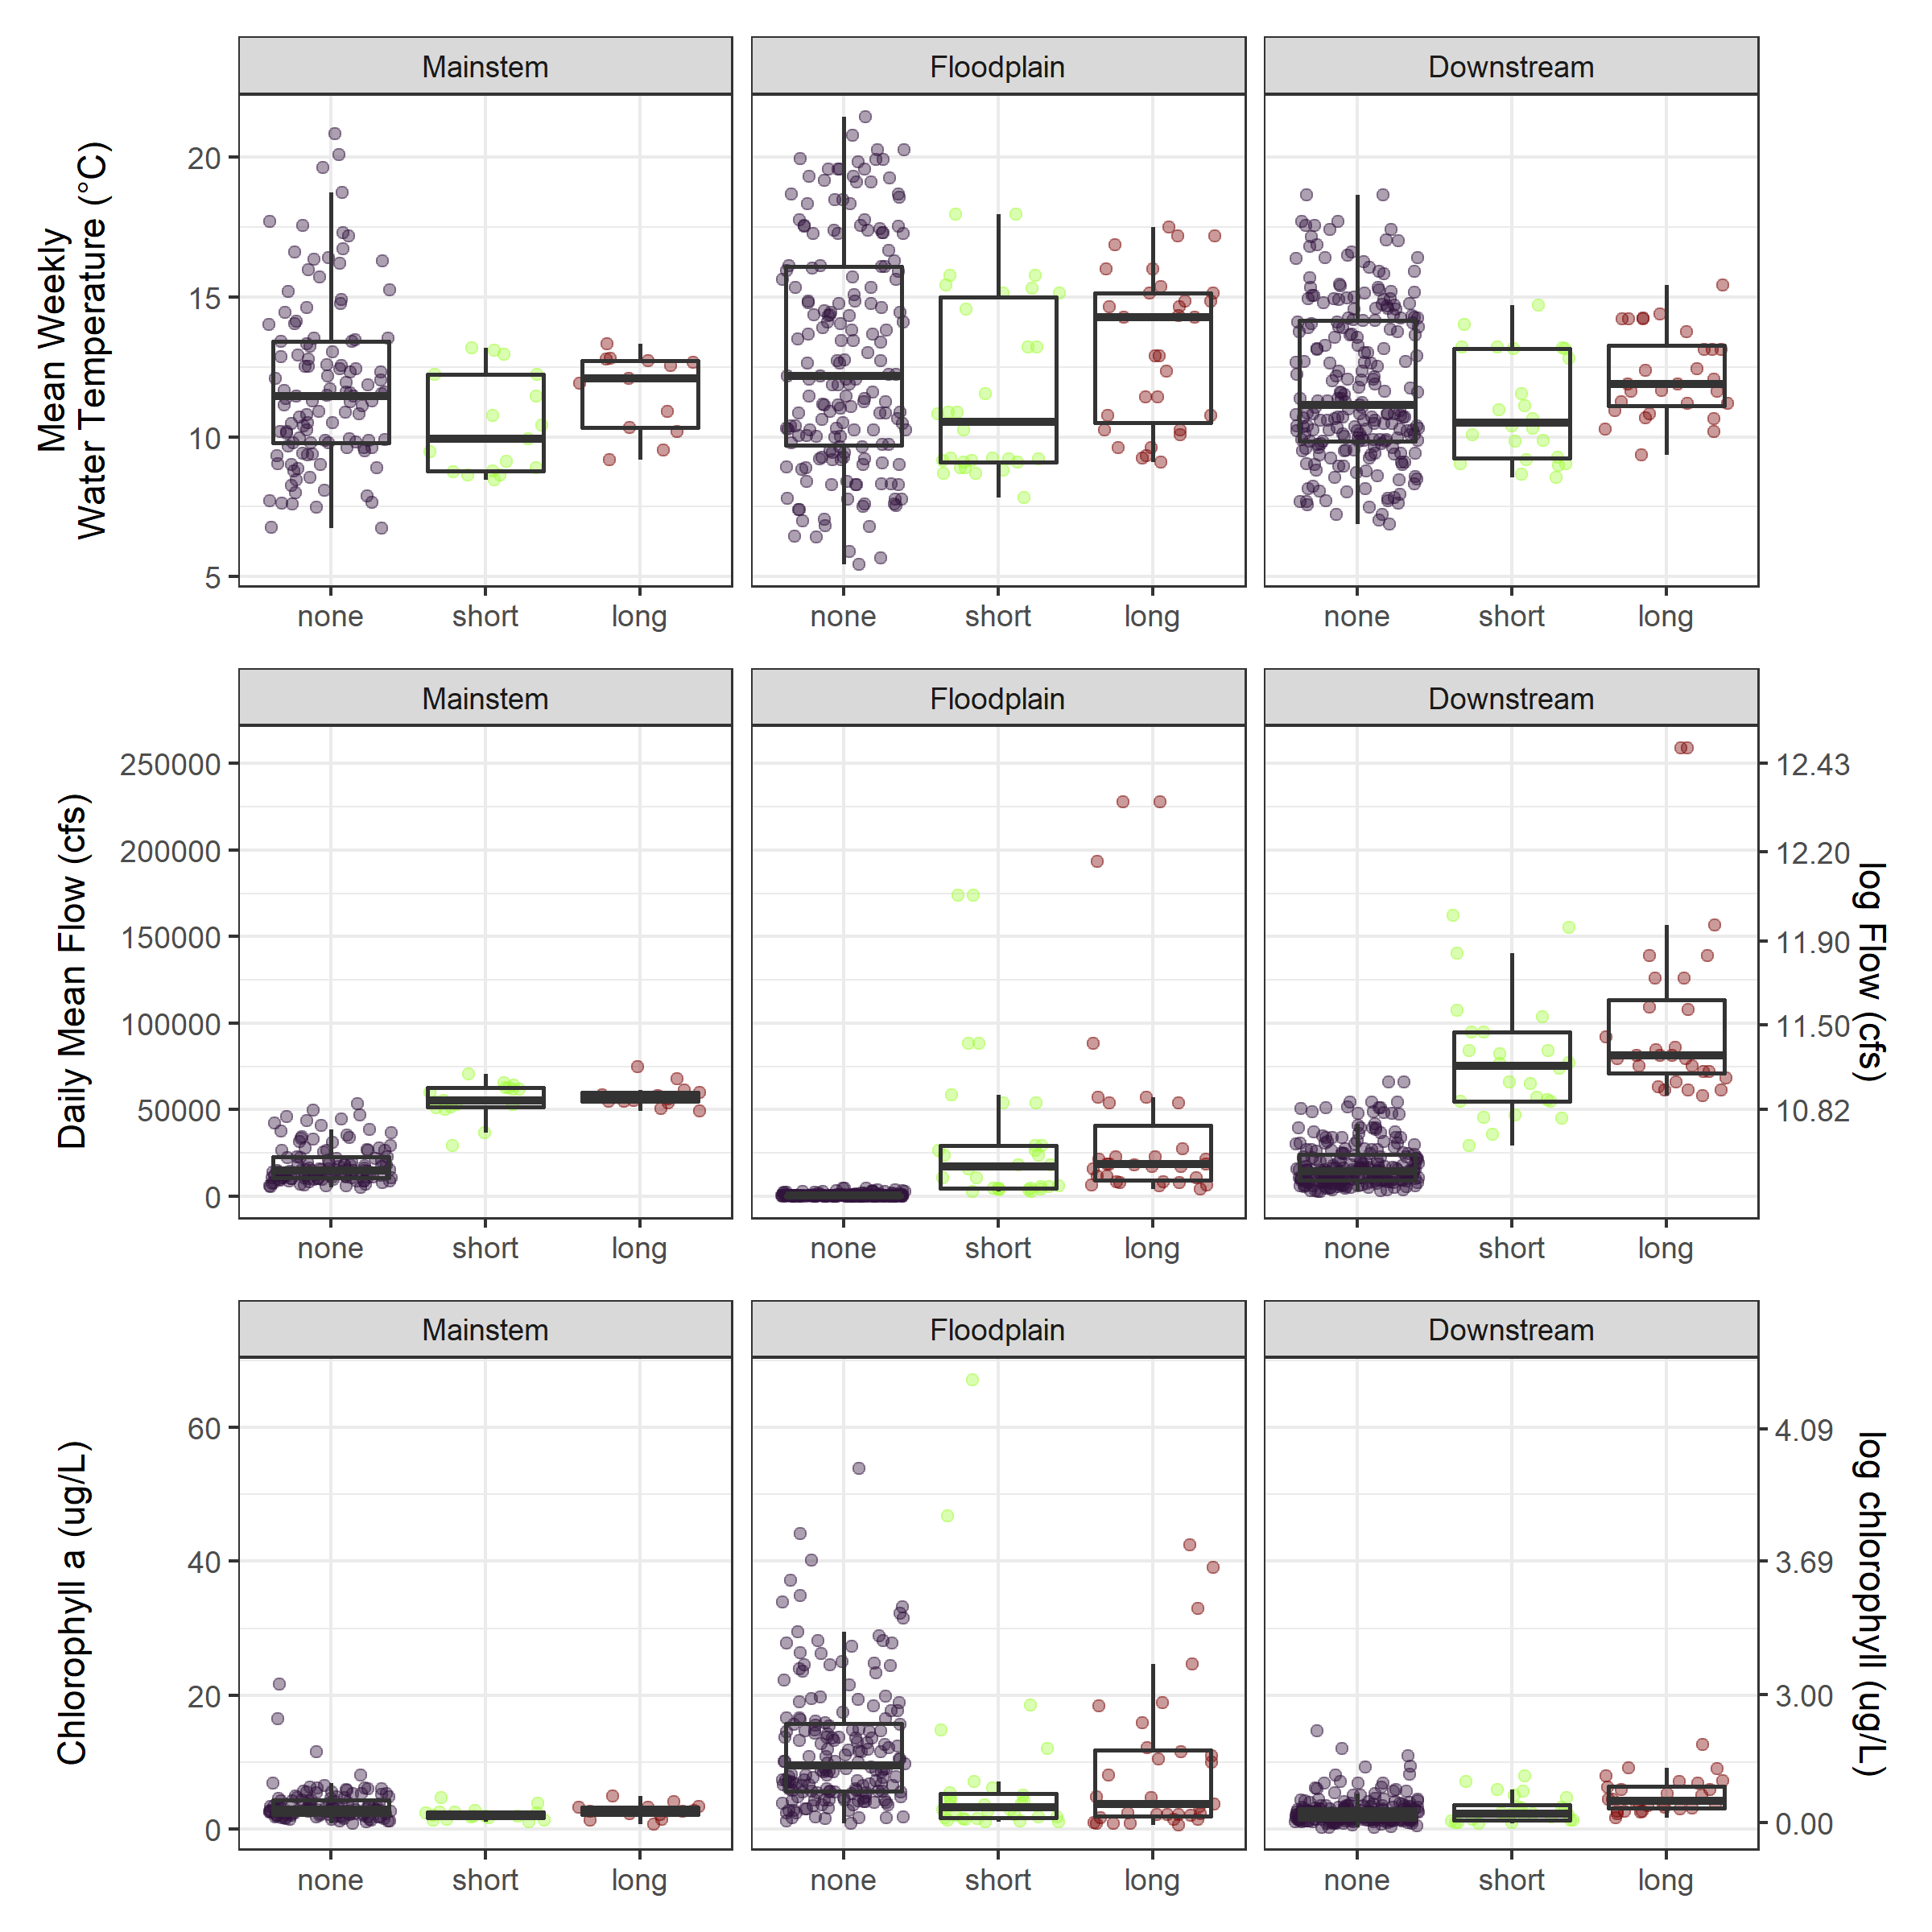 Mainstem Floodplain Downstream
Mean Weekly
Water Temperature (°C)
20
15
10
5
none short long none short long none short long
Mainstem Floodplain Downstream
Daily Mean Flow (cfs)
250000
200000
150000
100000
50000
0
12.43
12.20
11.90
11.50
10.82
log Flow (cfs)
none short long none short long none short long
Mainstem Floodplain Downstream
Chlorophyll a (ug/L)
60
40
20
0
4.09
3.69
3.00
0.00
log chlorophyll (ug/L)
none short long none short long none short long